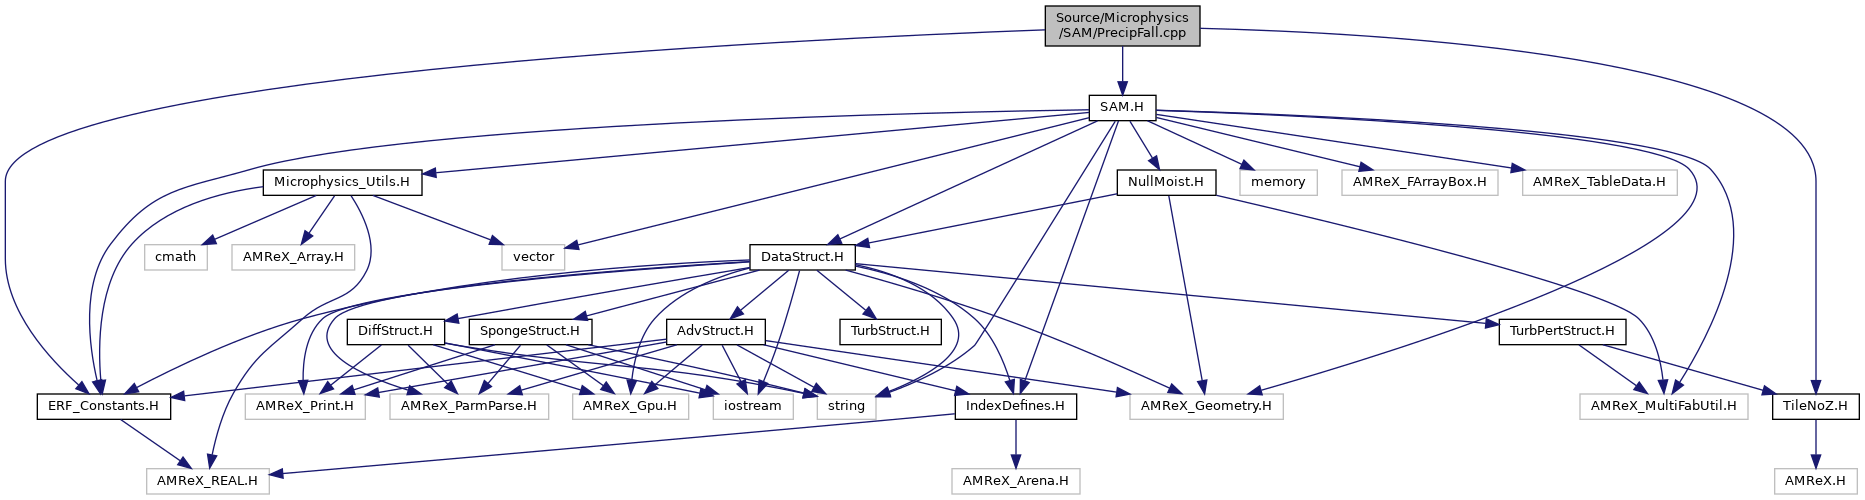 Source/Microphysics
/SAM/PrecipFall.cpp
SAM.H
Microphysics_Utils.H
NullMoist.H
memory
AMReX_FArrayBox.H
AMReX_TableData.H
cmath
AMReX_Array.H
vector
DataStruct.H
DiffStruct.H
SpongeStruct.H
AdvStruct.H
TurbStruct.H
TurbPertStruct.H
ERF_Constants.H
AMReX_Print.H
AMReX_ParmParse.H
AMReX_Gpu.H
iostream
string
IndexDefines.H
AMReX_Geometry.H
AMReX_MultiFabUtil.H
TileNoZ.H
AMReX_REAL.H
AMReX_Arena.H
AMReX.H